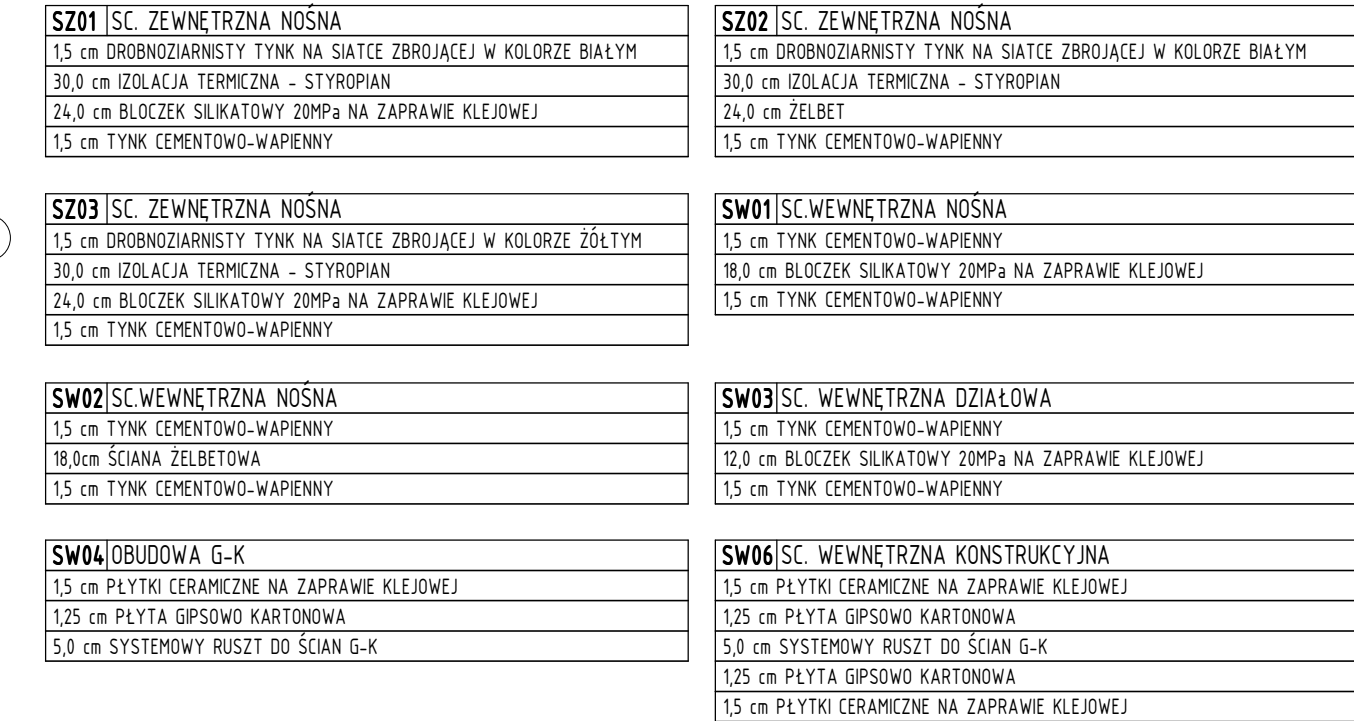 SZ01 SC. ZEWNĘTRZNA NOŚNA
1,5 cm DROBNOZIARNISTY TYNK NA SIATCE ZBROJĄCEJ W KOLORZE BIAŁYM
30,0 cm IZOLACJA TERMICZNA - STYROPIAN
24,0 cm BLOCZEK SILIKATOWY 20MPa NA ZAPRAWIE KLEJOWEJ
1,5 cm TYNK CEMENTOWO-WAPIENNY
SZ02 SC. ZEWNĘTRZNA NOŚNA
1,5 cm DROBNOZIARNISTY TYNK NA SIATCE ZBROJĄCEJ W KOLORZE BIAŁYM
30,0 cm IZOLACJA TERMICZNA - STYROPIAN
24,0 cm ŻELBET
1,5 cm TYNK CEMENTOWO-WAPIENNY
SZ03 SC. ZEWNĘTRZNA NOŚNA
1,5 cm DROBNOZIARNISTY TYNK NA SIATCE ZBROJĄCEJ W KOLORZE ŻÓŁTYM
30,0 cm IZOLACJA TERMICZNA - STYROPIAN
24,0 cm BLOCZEK SILIKATOWY 20MPa NA ZAPRAWIE KLEJOWEJ
1,5 cm TYNK CEMENTOWO-WAPIENNY
SW01 SC.WEWNĘTRZNA NOŚNA
1,5 cm TYNK CEMENTOWO-WAPIENNY
18,0 cm BLOCZEK SILIKATOWY 20MPa NA ZAPRAWIE KLEJOWEJ
1,5 cm TYNK CEMENTOWO-WAPIENNY
SW02 SC.WEWNĘTRZNA NOŚNA
1,5 cm TYNK CEMENTOWO-WAPIENNY
18,0cm ŚCIANA ŻELBETOWA
1,5 cm TYNK CEMENTOWO-WAPIENNY
SW03 SC. WEWNĘTRZNA DZIAŁOWA
1,5 cm TYNK CEMENTOWO-WAPIENNY
12,0 cm BLOCZEK SILIKATOWY 20MPa NA ZAPRAWIE KLEJOWEJ
1,5 cm TYNK CEMENTOWO-WAPIENNY
SW04 OBUDOWA G-K
1,5 cm PŁYTKI CERAMICZNE NA ZAPRAWIE KLEJOWEJ
1,25 cm PŁYTA GIPSOWO KARTONOWA
5,0 cm SYSTEMOWY RUSZT DO ŚCIAN G-K
SW06 SC. WEWNĘTRZNA KONSTRUKCYJNA
1,5 cm PŁYTKI CERAMICZNE NA ZAPRAWIE KLEJOWEJ
1,25 cm PŁYTA GIPSOWO KARTONOWA
5,0 cm SYSTEMOWY RUSZT DO ŚCIAN G-K
1,25 cm PŁYTA GIPSOWO KARTONOWA
1,5 cm PŁYTKI CERAMICZNE NA ZAPRAWIE KLEJOWEJ